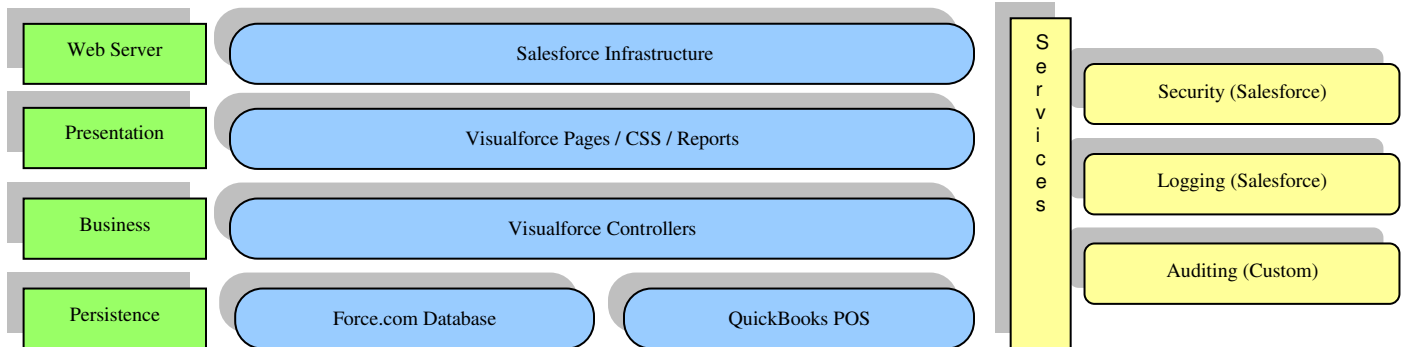 Web Server
Salesforce Infrastructure
Presentation
Visualforce Pages / CSS / Reports
Business
Visualforce Controllers
Persistence
Force.com Database
QuickBooks POS
S
e
r
v
i
c
e
s
Security (Salesforce)
Logging (Salesforce)
Auditing (Custom)